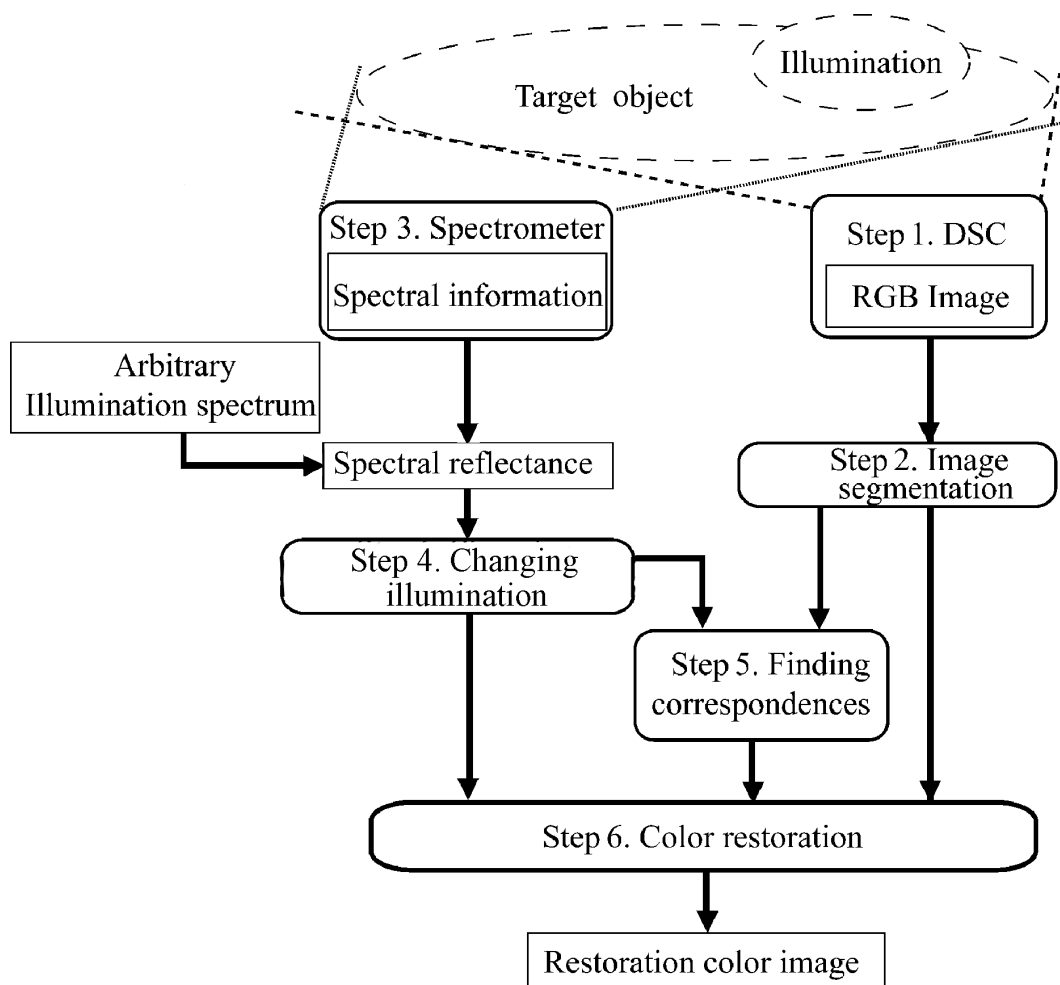 Illumination
Target object
Step 3. Spectrometer
Spectral information
Step 1. DSC
RGB Image
Arbitrary
Illumination spectrum
Spectral reflectance
Step 2. Image
segmentation
Step 4. Changing
illumination
Step 5. Finding
correspondences
Step 6. Color restoration
Restoration color image